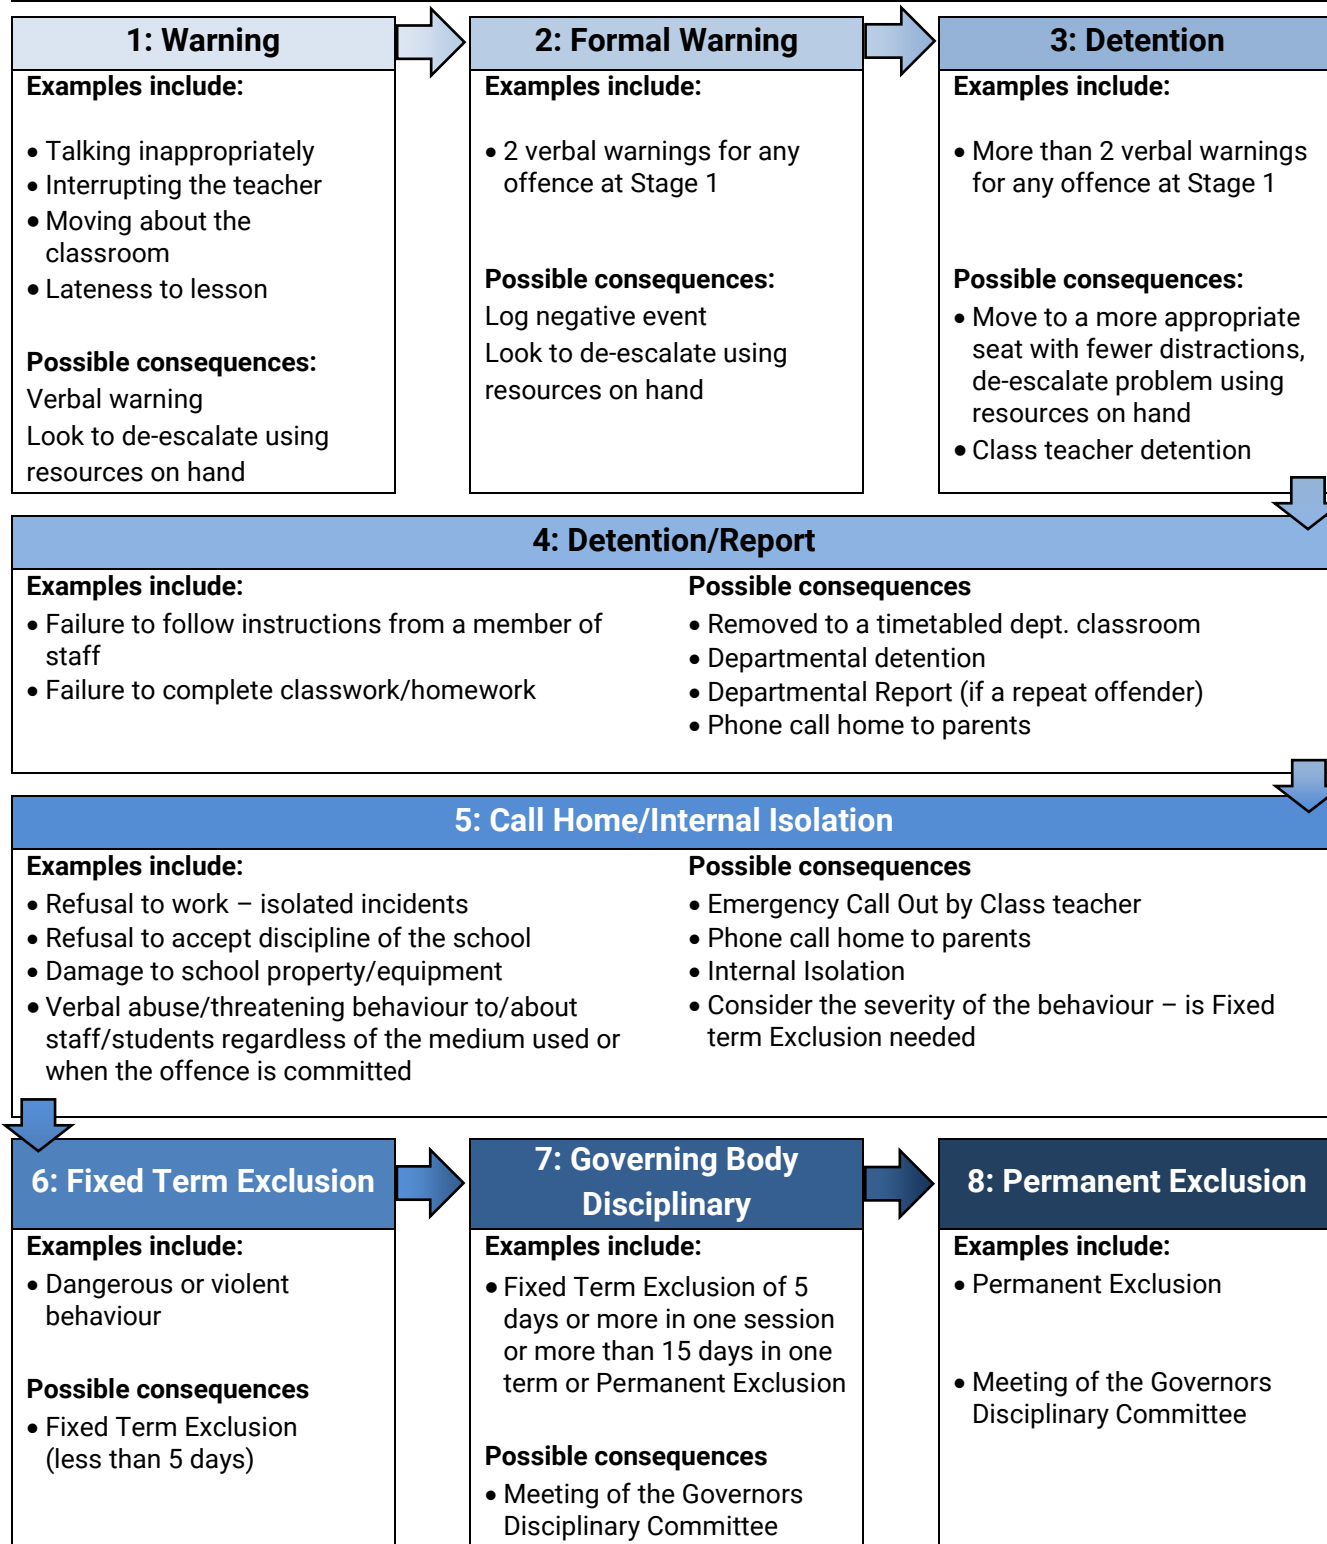 1: Warning
Examples include:
• Talking inappropriately
• Interrupting the teacher
• Moving about the
classroom
• Lateness to lesson
Possible consequences:
Verbal warning
Look to de-escalate using
resources on hand
2: Formal Warning
Examples include:
• 2 verbal warnings for any
offence at Stage 1
Possible consequences:
Log negative event
Look to de-escalate using
resources on hand
3: Detention
Examples include:
• More than 2 verbal warnings
for any offence at Stage 1
Possible consequences:
• Move to a more appropriate
seat with fewer distractions,
de-escalate problem using
resources on hand
• Class teacher detention
4: Detention/Report
Examples include:
• Failure to follow instructions from a member of
staff
• Failure to complete classwork/homework
Possible consequences
• Removed to a timetabled dept. classroom
• Departmental detention
• Departmental Report (if a repeat offender)
• Phone call home to parents
5: Call Home/Internal Isolation
Examples include:
• Refusal to work – isolated incidents
• Refusal to accept discipline of the school
• Damage to school property/equipment
• Verbal abuse/threatening behaviour to/about
staff/students regardless of the medium used or
when the offence is committed
Possible consequences
• Emergency Call Out by Class teacher
• Phone call home to parents
• Internal Isolation
• Consider the severity of the behaviour – is Fixed
term Exclusion needed
6: Fixed Term Exclusion
Examples include:
• Dangerous or violent
behaviour
Possible consequences
• Fixed Term Exclusion
(less than 5 days)
7: Governing Body
Disciplinary
Examples include:
• Fixed Term Exclusion of 5
days or more in one session
or more than 15 days in one
term or Permanent Exclusion
Possible consequences
• Meeting of the Governors
Disciplinary Committee
8: Permanent Exclusion
Examples include:
• Permanent Exclusion
• Meeting of the Governors
Disciplinary Committee